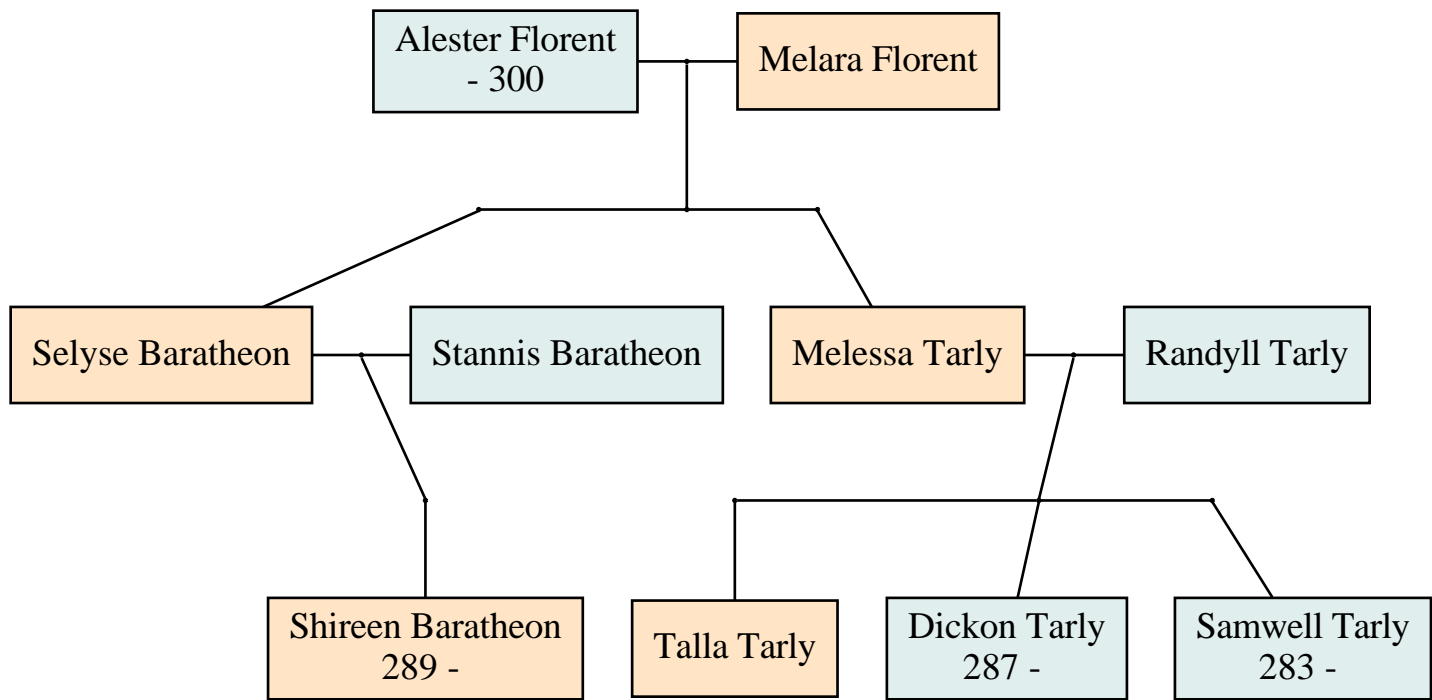 Alester Florent
- 300
Melara Florent
Selyse Baratheon
Stannis Baratheon
Melessa Tarly
Randyll Tarly
Shireen Baratheon
289 -
Talla Tarly
Dickon Tarly
287 -
Samwell Tarly
283 -